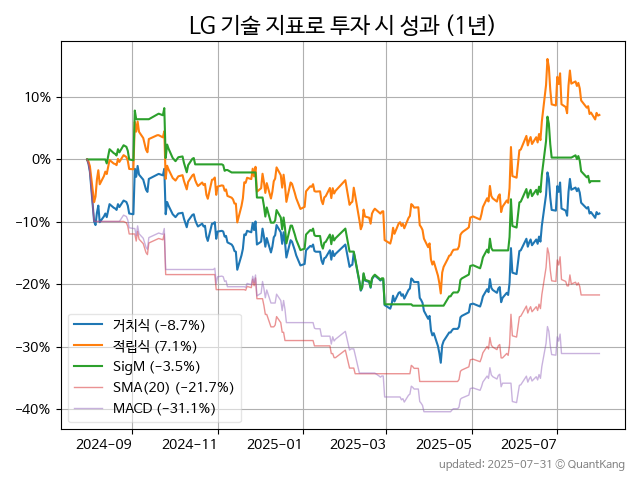 LG 기술 지표로 투자 시 성과 (1년)
10%
0%
−10%
−20%
−30%
−40%
거치식 (−8.7%)
적립식 (7.1%)
SigM (−3.5%)
SMA(20) (−21.7%)
MACD (−31.1%)
2024−09
2024−11
2025−01
2025−03
2025−05
2025−07
updated: 2025−07−31 © QuantKang